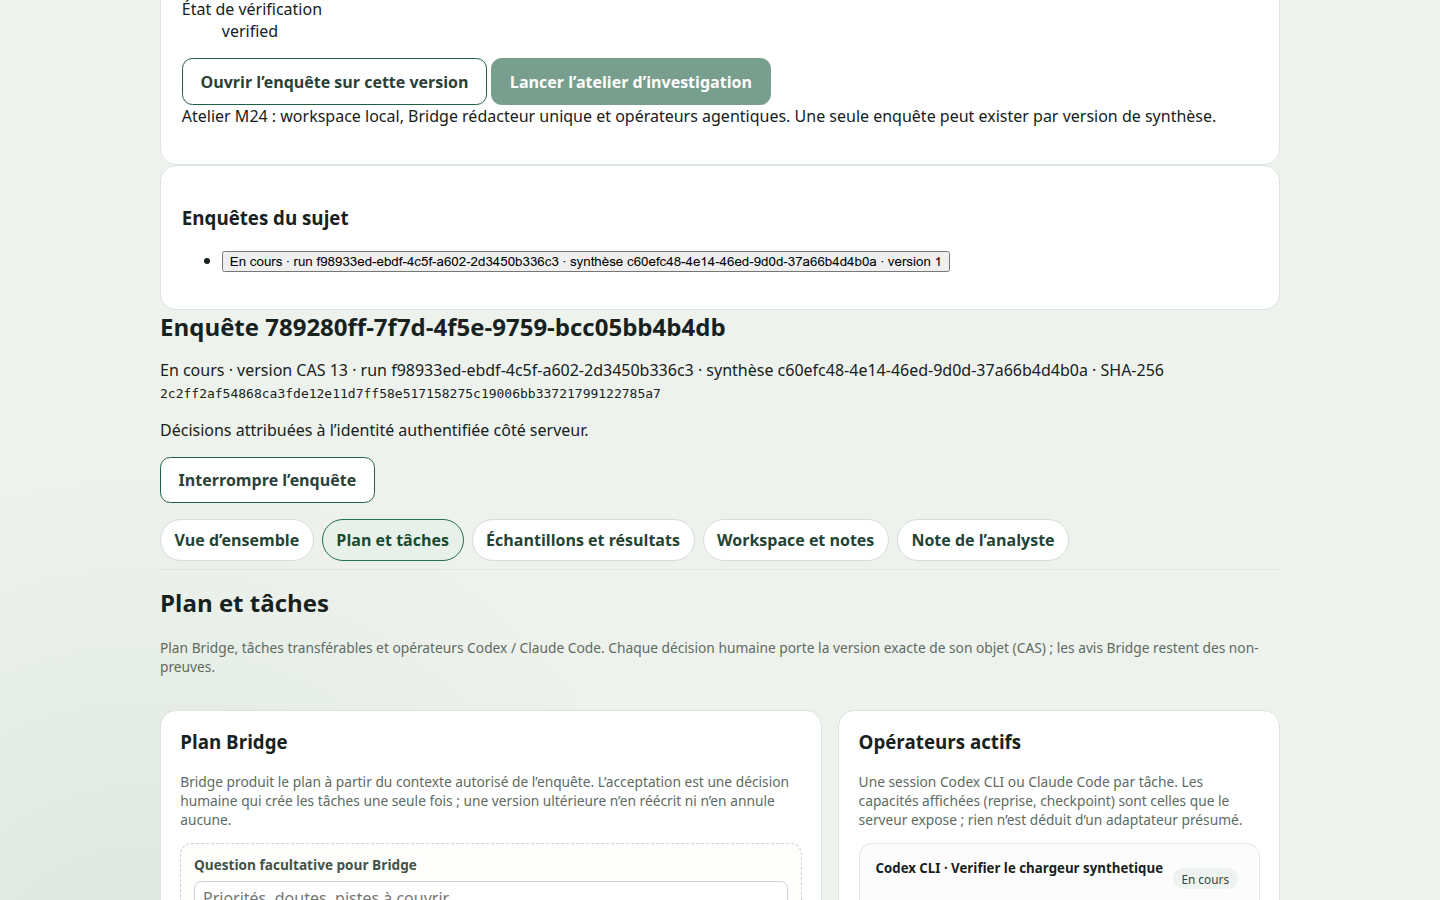 État de vérification
verified
Ouvrir l’enquête sur cette version
Lancer l’atelier d’investigation
Atelier M24 : workspace local, Bridge rédacteur unique et opérateurs agentiques. Une seule enquête peut exister par version de synthèse.
Enquêtes du sujet
En cours · run f98933ed-ebdf-4c5f-a602-2d3450b336c3 · synthèse c60efc48-4e14-46ed-9d0d-37a66b4d4b0a · version 1
Enquête 789280ff-7f7d-4f5e-9759-bcc05bb4b4db
En cours · version CAS 13 · run f98933ed-ebdf-4c5f-a602-2d3450b336c3 · synthèse c60efc48-4e14-46ed-9d0d-37a66b4d4b0a · SHA-256
2c2ff2af54868ca3fde12e11d7ff58e517158275c19006bb33721799122785a7
Décisions attribuées à l’identité authentifiée côté serveur.
Interrompre l’enquête
Vue d’ensemble
Plan et tâches
Échantillons et résultats
Workspace et notes
Note de l’analyste
Plan et tâches
Plan Bridge, tâches transférables et opérateurs Codex / Claude Code. Chaque décision humaine porte la version exacte de son objet (CAS) ; les avis Bridge restent des non-
preuves.
Plan Bridge
Bridge produit le plan à partir du contexte autorisé de l’enquête. L’acceptation est une décision
humaine qui crée les tâches une seule fois ; une version ultérieure n’en réécrit ni n’en annule
aucune.
Question facultative pour Bridge
Priorités, doutes, pistes à couvrir
Opérateurs actifs
Une session Codex CLI ou Claude Code par tâche. Les
capacités affichées (reprise, checkpoint) sont celles que le
serveur expose ; rien n’est déduit d’un adaptateur présumé.
Codex CLI · Verifier le chargeur synthetique
En cours